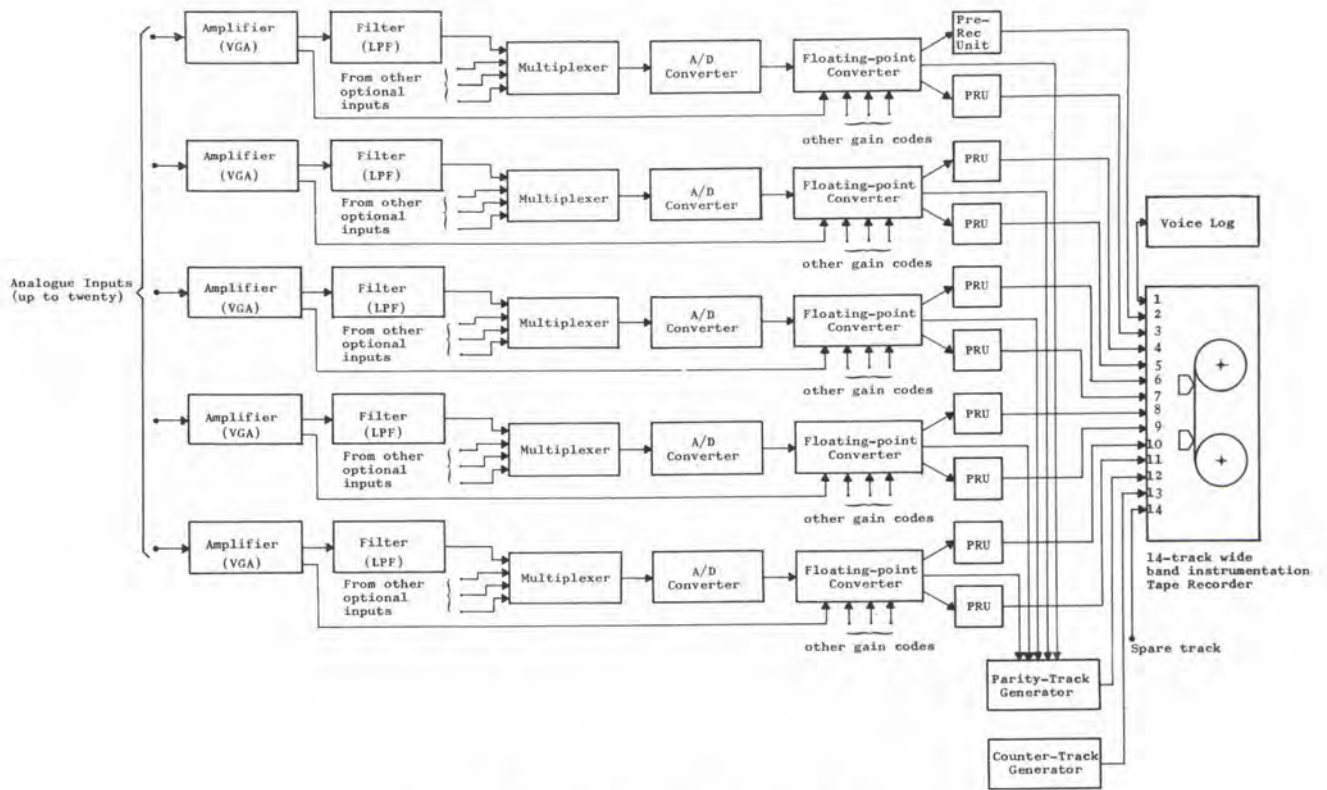 Analogue Inputs
(up to twenty)
Amplifier
(VGA)
Filter
(LPF)
From other
optional
inputs
Multiplexer
A/D
Converter
Floating-point
Converter
other gain codes
Pre-
Rec
Unit
PRU
Amplifier
(VGA)
Filter
(LPF)
From other
optional
inputs
Multiplexer
A/D
Converter
Floating-point
Converter
other gain codes
PRU
PRU
Amplifier
(VGA)
Filter
(LPF)
From other
optional
inputs
Multiplexer
A/D
Converter
Floating-point
Converter
other gain codes
PRU
PRU
Amplifier
(VGA)
Filter
(LPF)
From other
optional
inputs
Multiplexer
A/D
Converter
Floating-point
Converter
other gain codes
PRU
PRU
Amplifier
(VGA)
Filter
(LPF)
From other
optional
inputs
Multiplexer
A/D
Converter
Floating-point
Converter
other gain codes
PRU
PRU
Voice Log
1
2
3
4
5
6
7
8
9
10
11
12
13
14
14-track wide
band instrumentation
Tape Recorder
Spare track
Parity-Track
Generator
Counter-Track
Generator